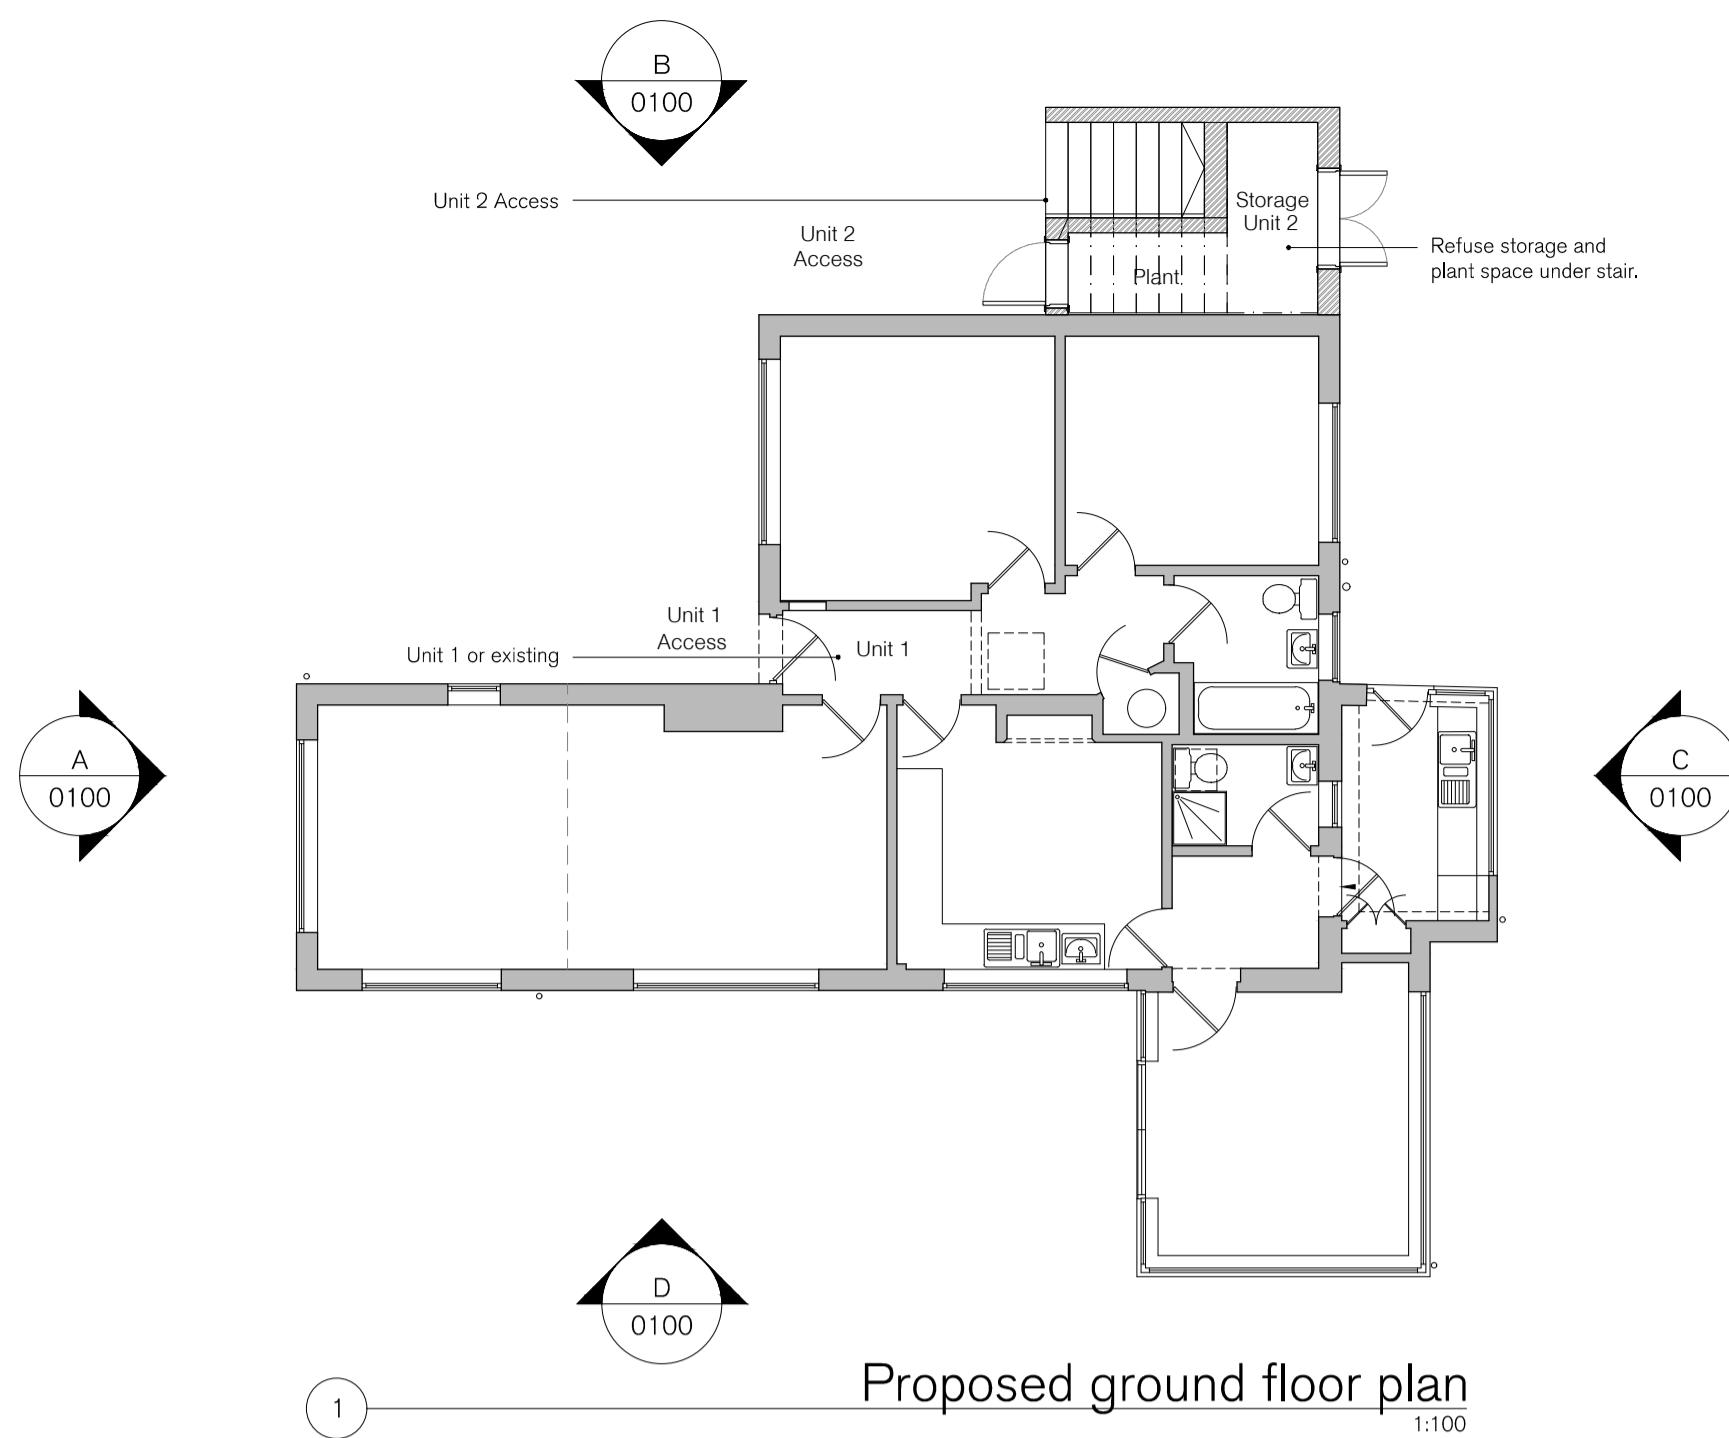 B
0100
Unit 2 Access
Unit 2
Access
Storage
Unit 2
Plant
Refuse storage and
plant space under stair.
Unit 1
Access
Unit 1 or existing
Unit 1
A
0100
C
0100
D
0100
1
Proposed ground floor plan
1:100